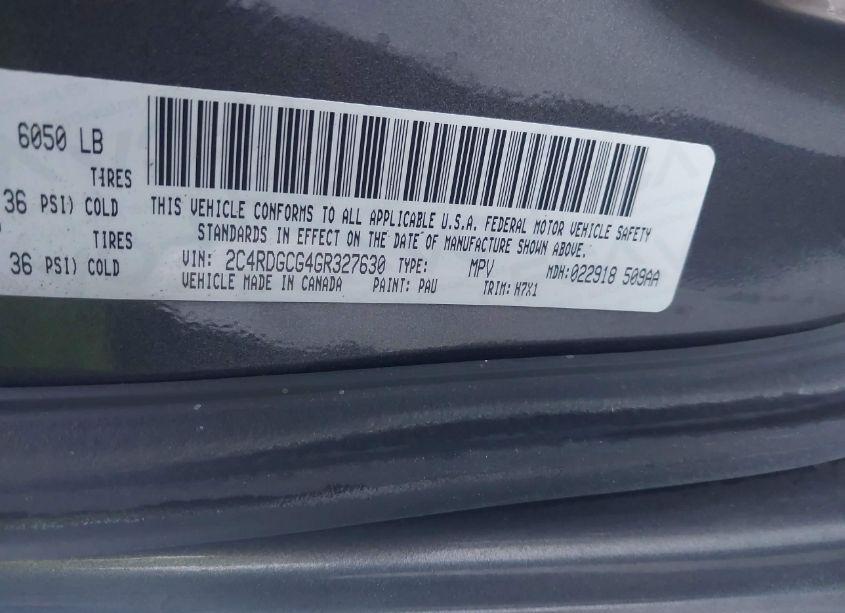 6050 LB
TIRES
36 PSI) COLD
TIRES
36 PSI) COLD
THIS VEHICLE CONFORMS TO ALL APPLICABLE U.S.A. FEDERAL MOTOR VEHICLE SAFETY
STANDARDS IN EFFECT ON THE DATE OF MANUFACTURE SHOWN ABOVE.
VIN: 2C4RDGCG4GR327630 TYPE: MPV MDH:022918 509AA
VEHICLE MADE IN CANADA PAINT: PAU TRIM: H7X1